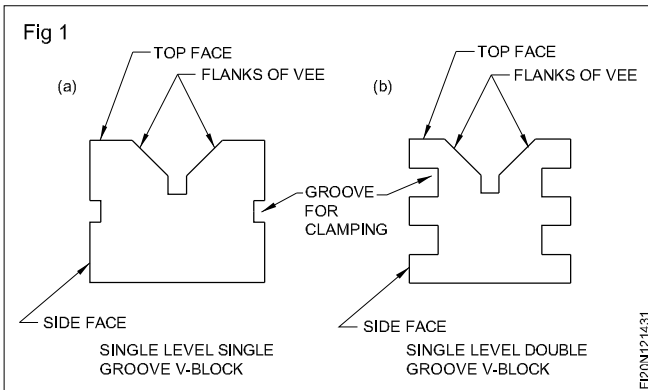 Fig 1
(a)
TOP FACE
FLANKS OF VEE
GROOVE
FOR
CLAMPING
SIDE FACE
SINGLE LEVEL SINGLE
GROOVE V-BLOCK
(b)
TOP FACE
FLANKS OF VEE
SIDE FACE
SINGLE LEVEL DOUBLE
GROOVE V-BLOCK
FI20N121431